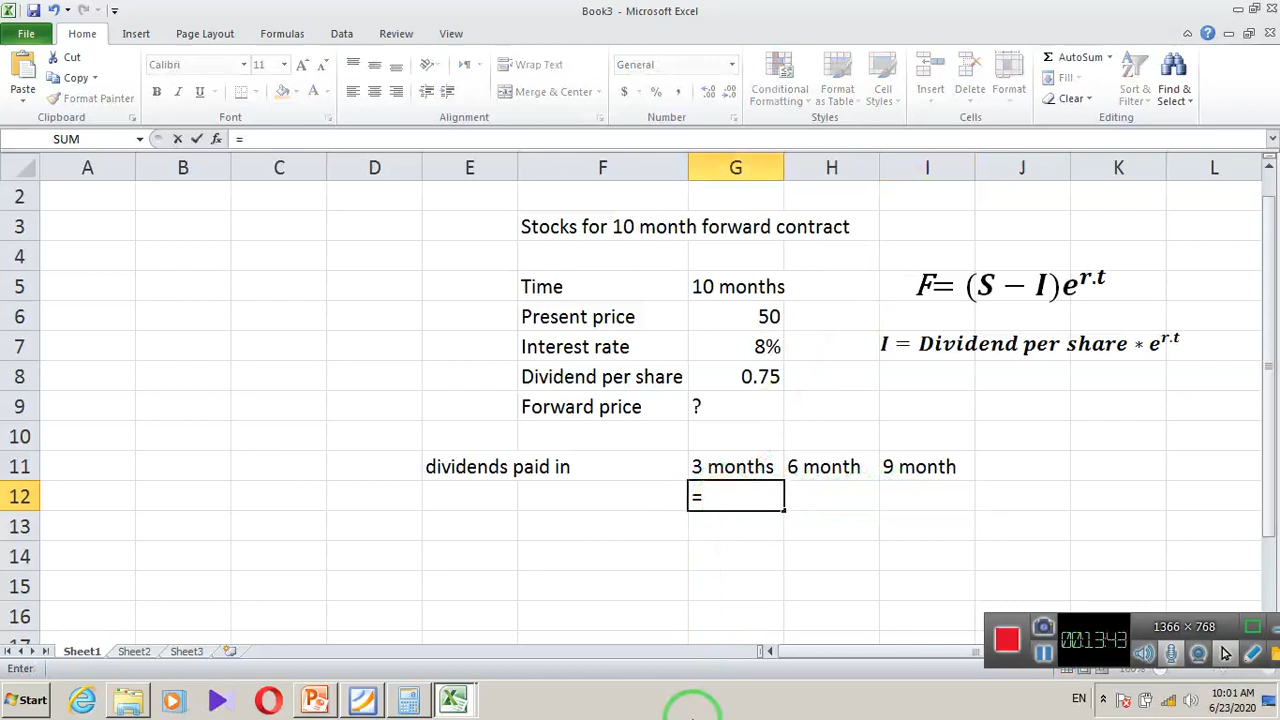 Book3 - Microsoft Excel
File Home Insert Page Layout Formulas Data Review View
Cut
Copy
Format Painter
Paste
Clipboard
Calibri 11
Font
Wrap Text
Merge & Center
Alignment
General
Number
Conditional Formatting
Format as Table
Cell Styles
Styles
Insert
Delete
Format
Cells
AutoSum
Fill
Clear
Sort & Filter
Find & Select
Editing
SUM =
A B C D E F G H I J K L
2
3 Stocks for 10 month forward contract
4
5 Time 10 months F= (S − I)e^{r.t}
6 Present price 50
7 Interest rate 8% I = Dividend per share ∗ e^{r.t}
8 Dividend per share 0.75
9 Forward price ?
10
11 dividends paid in 3 months 6 month 9 month
12 =
13
14
15
16
Sheet1 Sheet2 Sheet3
Enter
1366 × 768
00:13:43
Start
EN
10:01 AM
6/23/2020